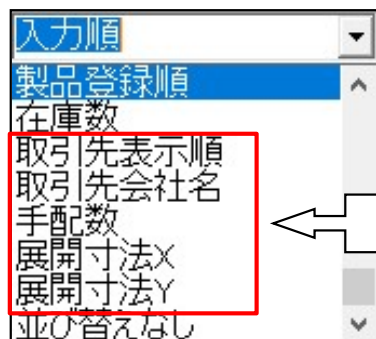 入力順
製品登録順
在庫数
取引先表示順
取引先会社名
手配数
展開寸法X
展開寸法Y
並び替えなし